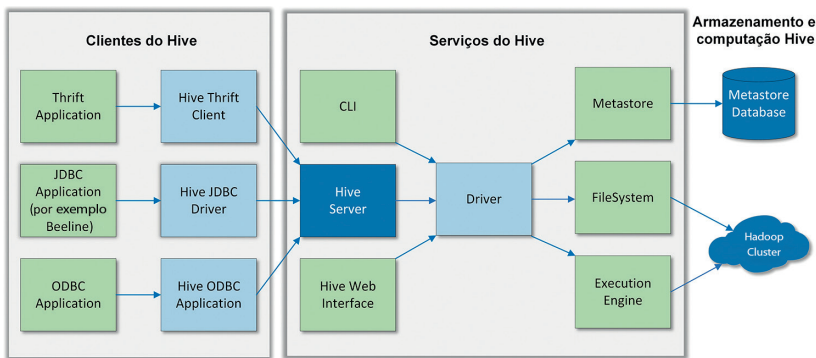 Clientes do Hive
Thrift
Application
Hive Thrift
Client
JDBC
Application
(por exemplo
Beeline)
Hive JDBC
Driver
ODBC
Application
Hive ODBC
Application
Serviços do Hive
CLI
Hive
Server
Hive Web
Interface
Driver
Metastore
FileSystem
Execution
Engine
Armazenamento e
computação Hive
Metastore
Database
Hadoop
Cluster